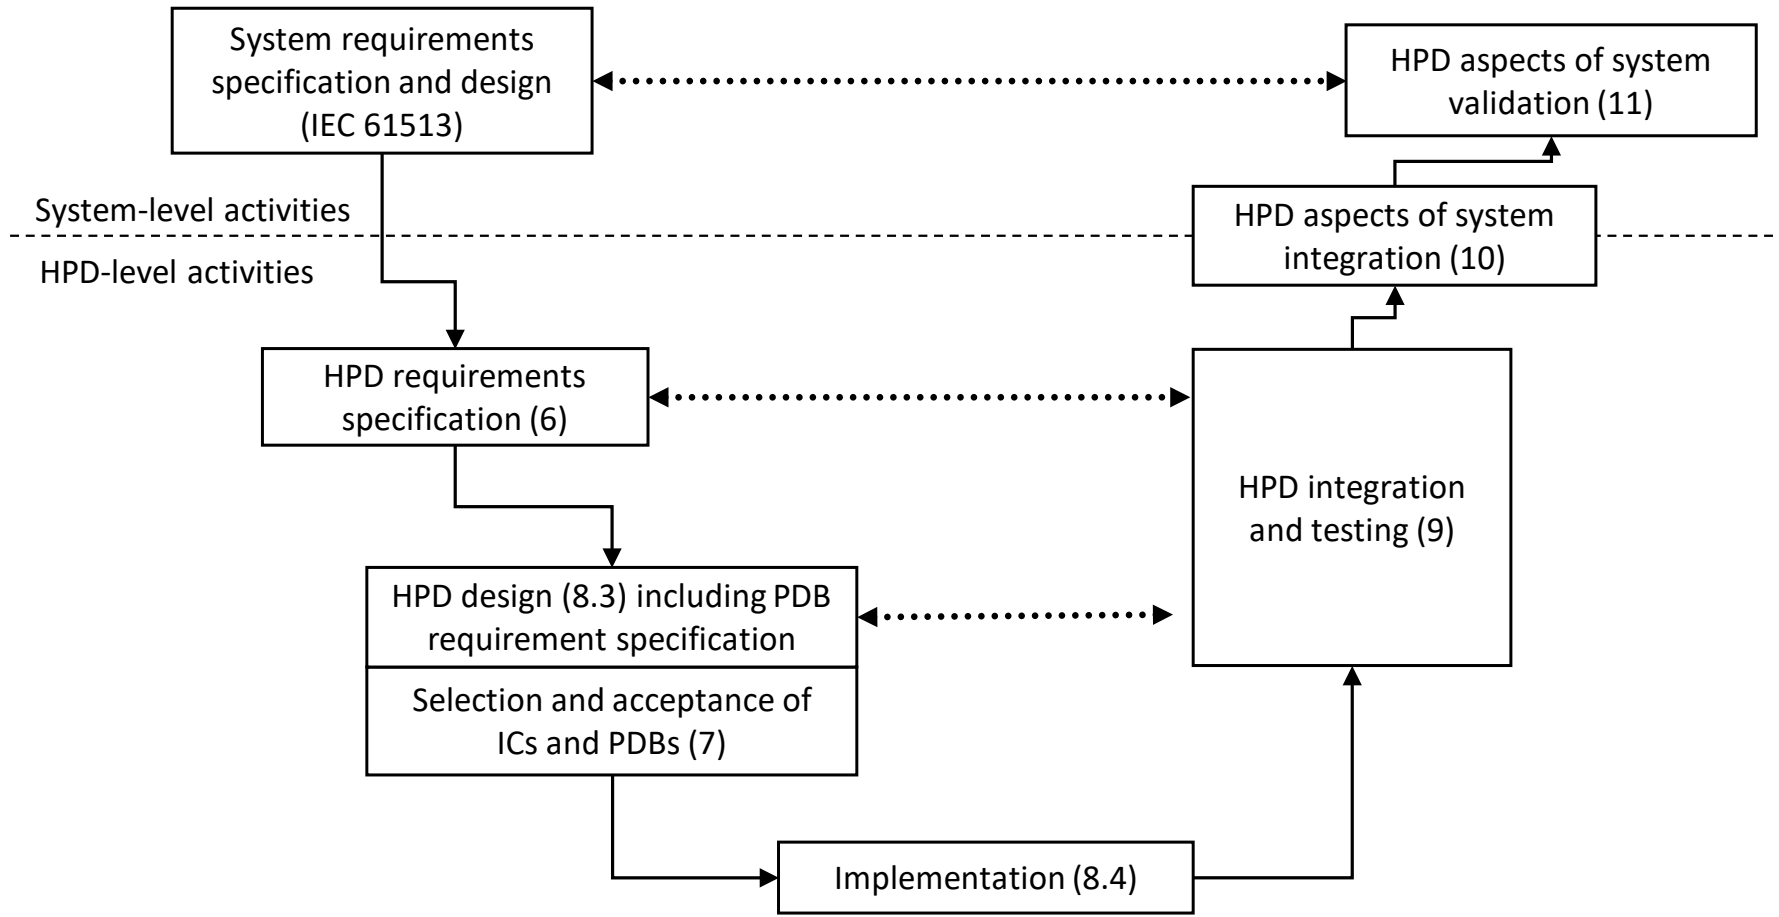 System requirements
specification and design
(IEC 61513)
HPD aspects of system
validation (11)
System-level activities
HPD aspects of system
integration (10)
HPD-level activities
HPD requirements
specification (6)
HPD integration
and testing (9)
HPD design (8.3) including PDB
requirement specification
Selection and acceptance of
ICs and PDBs (7)
Implementation (8.4)